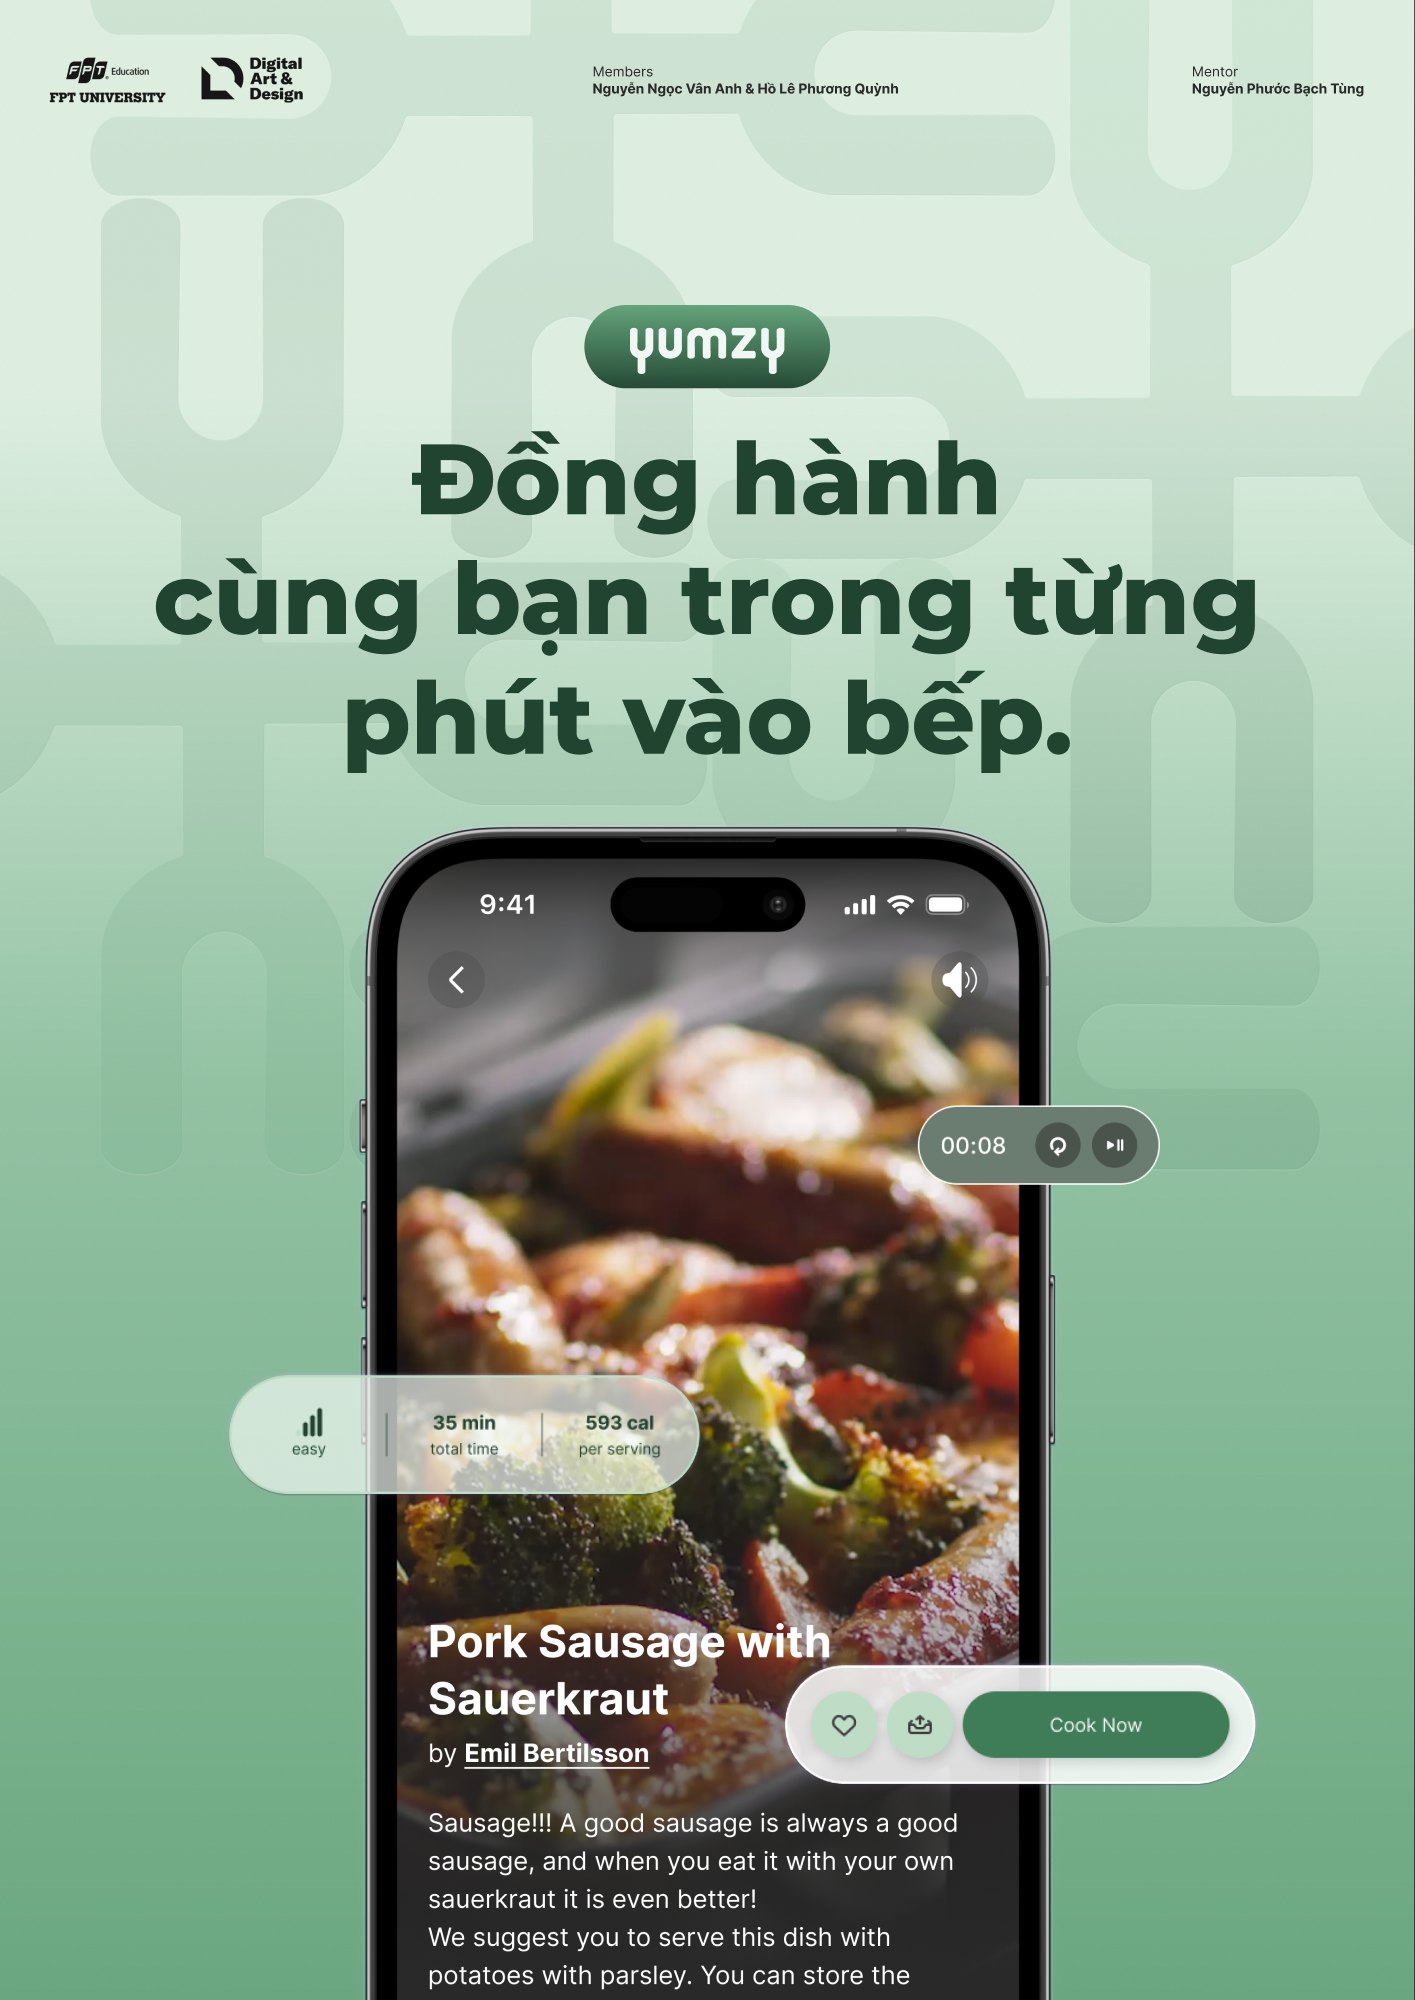 FPT Education
FPT UNIVERSITY
Digital
Art &
Design
Members
Nguyễn Ngọc Vân Anh & Hồ Lê Phương Quỳnh
Mentor
Nguyễn Phước Bạch Tùng
yumzy
Đồng hành
cùng bạn trong từng
phút vào bếp.
9:41
00:08
easy
35 min
total time
593 cal
per serving
Pork Sausage with
Sauerkraut
by Emil Bertilsson
Cook Now
Sausage!!! A good sausage is always a good
sausage, and when you eat it with your own
sauerkraut it is even better!
We suggest you to serve this dish with
potatoes with parsley. You can store the